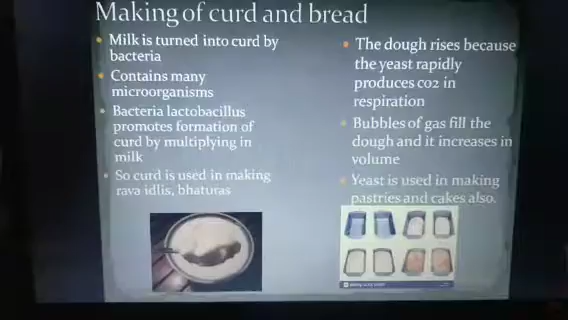 Making of curd and bread
Milk is turned into curd by
bacteria
Contains many
microorganisms
Bacteria lactobacillus
promotes formation of
curd by multiplying in
milk
So curd is used in making
rava idlis, bhaturas
The dough rises because
the yeast rapidly
produces co2 in
respiration
Bubbles of gas fill the
dough and it increases in
volume
Yeast is used in making
pastries and cakes also.